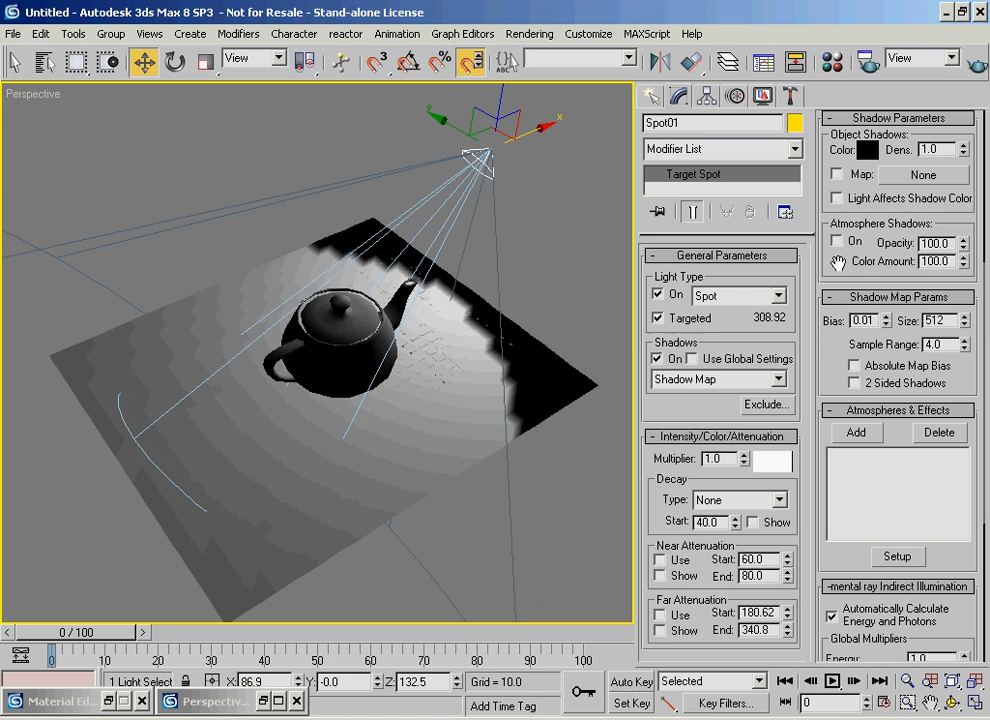 Untitled - Autodesk 3ds Max 8 SP3 - Not for Resale - Stand-alone License
File Edit Tools Group Views Create Modifiers Character reactor Animation Graph Editors Rendering Customize MAXScript Help
View
3
%
ABC
View
Perspective
y
x
Spot01
Modifier List
Target Spot
- General Parameters
Light Type
On Spot
Targeted 308.92
Shadows
On Use Global Settings
Shadow Map
Exclude...
- Intensity/Color/Attenuation
Multiplier: 1.0
Decay
Type: None
Start: 40.0 Show
Near Attenuation
Use Start: 60.0
Show End: 80.0
Far Attenuation
Use Start: 180.62
Show End: 340.8
- Shadow Parameters
Object Shadows:
Color: Dens. 1.0
Map: None
Light Affects Shadow Color
Atmosphere Shadows:
On Opacity: 100.0
Color Amount: 100.0
- Shadow Map Params
Bias: 0.01 Size: 512
Sample Range: 4.0
Absolute Map Bias
2 Sided Shadows
- Atmospheres & Effects
Add Delete
Setup
-mental ray Indirect Illumination
Automatically Calculate
Energy and Photons
Global Multipliers
Energy: 1.0
< 0 / 100 >
0 10 20 30 40 50 60 70 80 90 100
1 Light Select X: 86.9 Y: -0.0 Z: 132.5 Grid = 10.0
Add Time Tag
Auto Key Selected
Set Key Key Filters...
0
Material Ed...
Perspectiv...